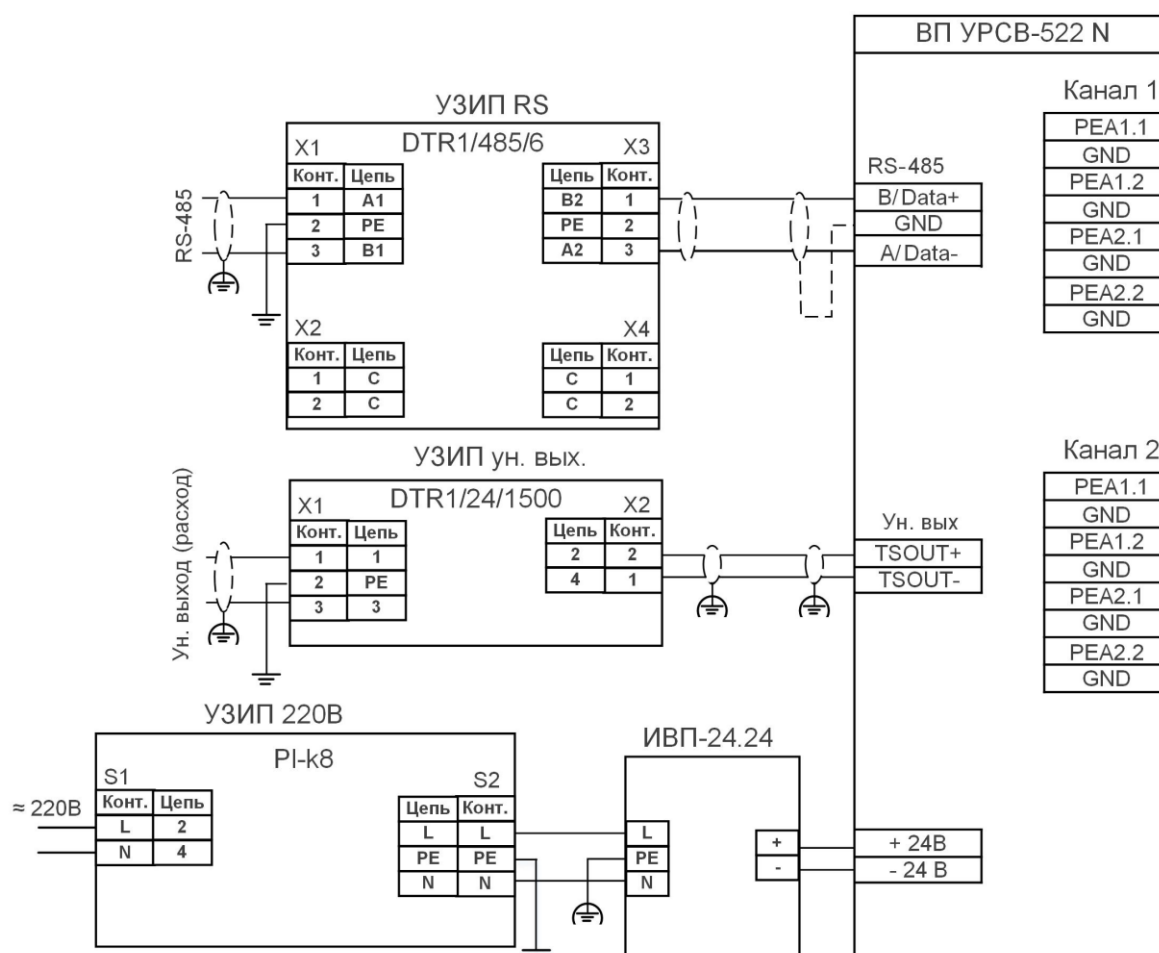 ВП УРСВ-522 N
УЗИП RS
DTR1/485/6
X1
X3
Конт. Цепь
1 A1
2 PE
3 B1
Цепь Конт.
B2 1
PE 2
A2 3
RS-485
X2
X4
Конт. Цепь
1 C
2 C
Цепь Конт.
C 1
C 2
RS-485
B/Data+
GND
A/Data-
Канал 1
PEA1.1
GND
PEA1.2
GND
PEA2.1
GND
PEA2.2
GND
УЗИП ун. вых.
DTR1/24/1500
X1
X2
Конт. Цепь
1 1
2 PE
3 3
Цепь Конт.
2 2
4 1
Ун. выход (расход)
Ун. вых
TSOUT+
TSOUT-
Канал 2
PEA1.1
GND
PEA1.2
GND
PEA2.1
GND
PEA2.2
GND
УЗИП 220В
PI-k8
S1
S2
≈ 220В
Конт. Цепь
L 2
N 4
Цепь Конт.
L L
PE PE
N N
ИВП-24.24
L
PE
N
+
-
+ 24В
- 24 В